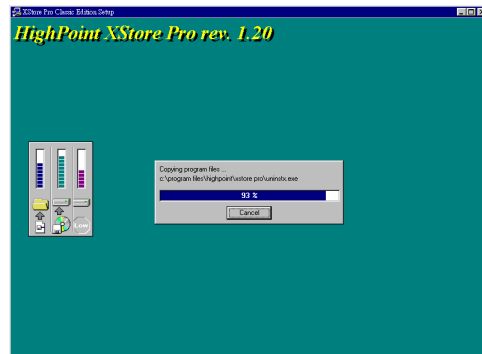 XStore Pro Classic Edition Setup
HighPoint XStore Pro rev. 1.20
Copying program files ...
c:\program files\highpoint\xstore pro\uninstx.exe
93 %
Cancel
Low